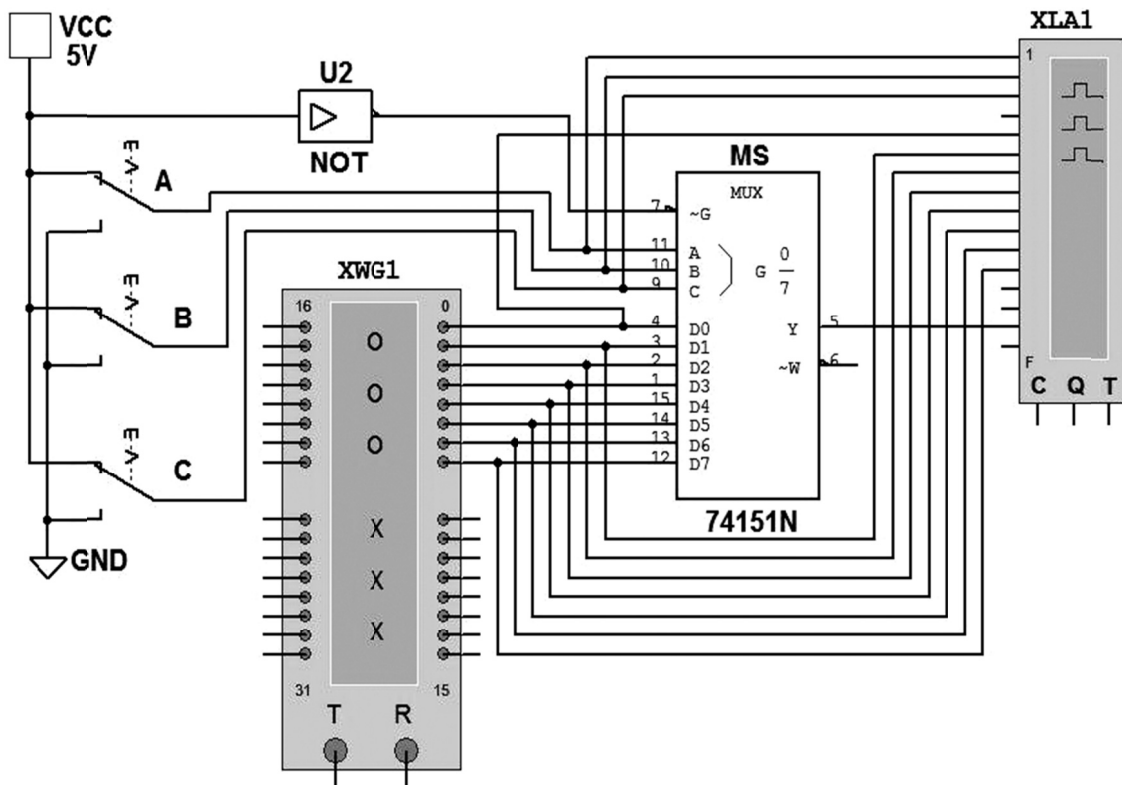 VCC
5V
XLA1
1
U2
NOT
A
MS
MUX
7
~G
11
A
10
B
9
C
G
0
7
XWG1
16
0
B
O
O
O
4
D0
3
D1
2
D2
1
D3
15
D4
14
D5
13
D6
12
D7
Y
5
~W
6
F
C Q T
C
74151N
GND
X
X
X
31
15
T R